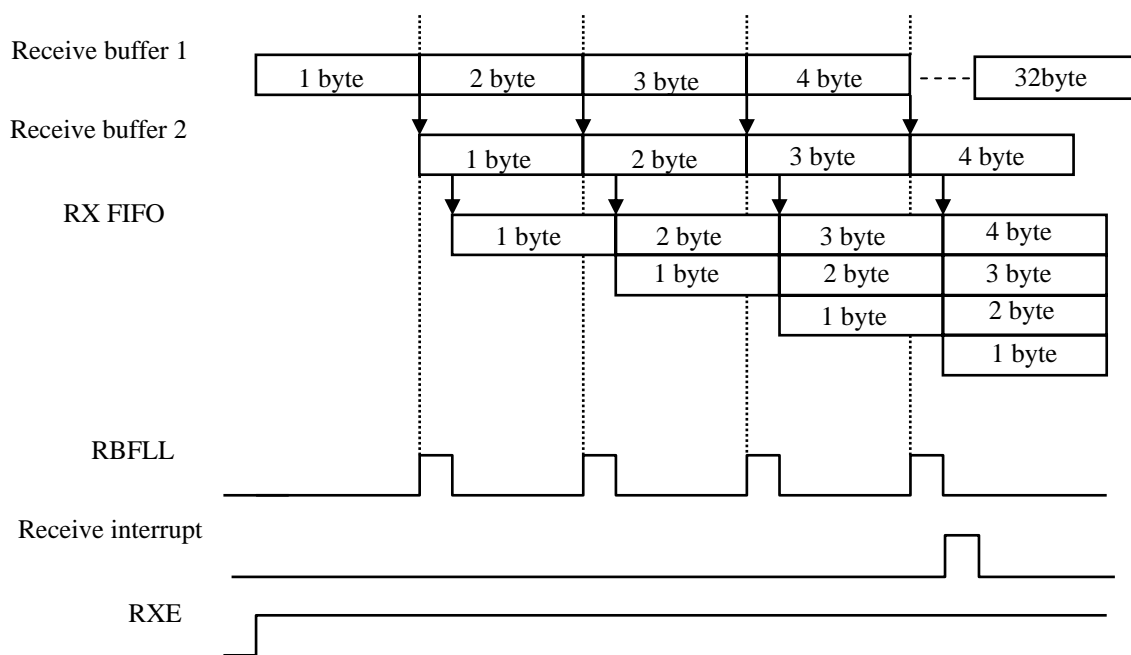 Receive buffer 1
1 byte 2 byte 3 byte 4 byte 32byte
Receive buffer 2
1 byte 2 byte 3 byte 4 byte
RX FIFO
1 byte 2 byte 3 byte 4 byte
1 byte 2 byte 3 byte
1 byte 2 byte
1 byte
RBFLL
Receive interrupt
RXE